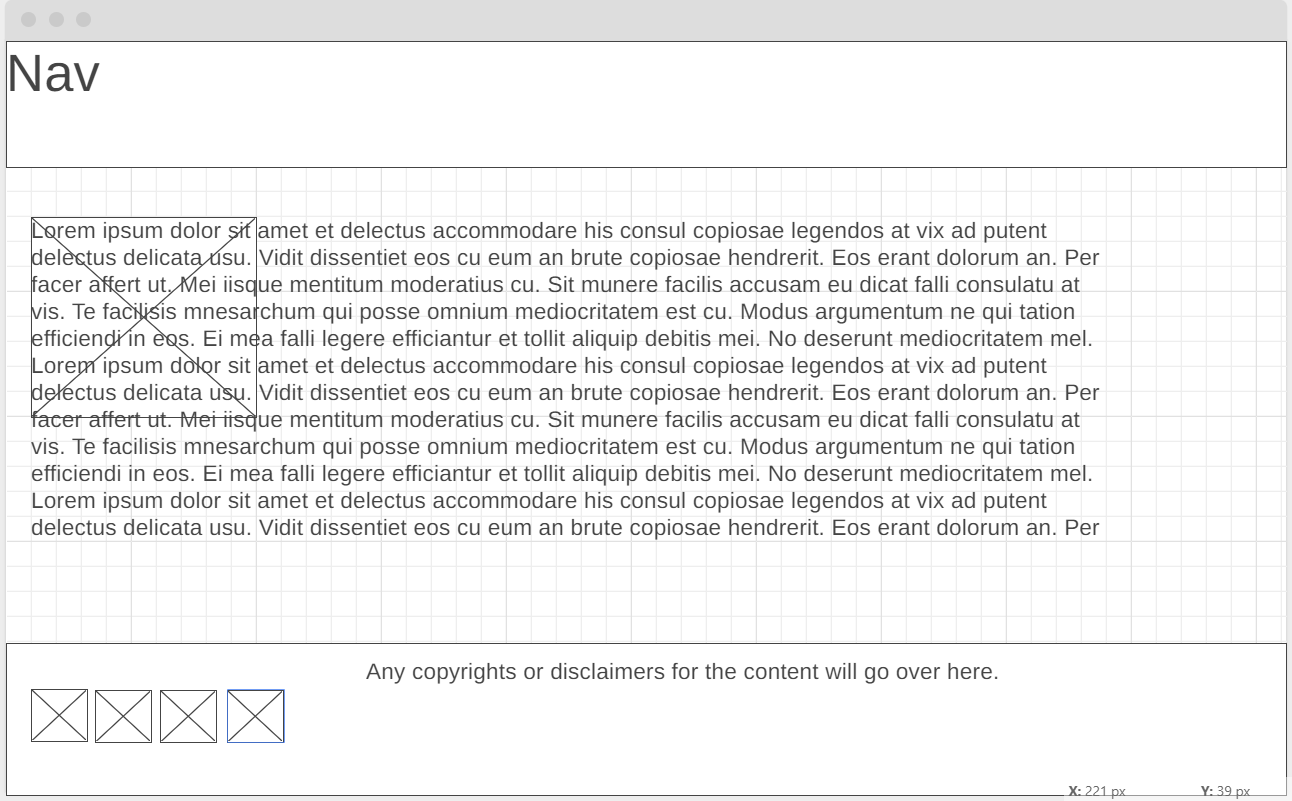 Nav
Lorem ipsum dolor sit amet et delectus accommodare his consul copiosae legendos at vix ad putent
delectus delicata usu. Vidit dissentiet eos cu eum an brute copiosae hendrerit. Eos erant dolorum an. Per
facer affert ut. Mei iisque mentitum moderatius cu. Sit munere facilis accusam eu dicat falli consulatu at
vis. Te facilisis mnesarchum qui posse omnium mediocritatem est cu. Modus argumentum ne qui tation
efficiendi in eos. Ei mea falli legere efficiantur et tollit aliquip debitis mei. No deserunt mediocritatem mel.
Lorem ipsum dolor sit amet et delectus accommodare his consul copiosae legendos at vix ad putent
delectus delicata usu. Vidit dissentiet eos cu eum an brute copiosae hendrerit. Eos erant dolorum an. Per
facer affert ut. Mei iisque mentitum moderatius cu. Sit munere facilis accusam eu dicat falli consulatu at
vis. Te facilisis mnesarchum qui posse omnium mediocritatem est cu. Modus argumentum ne qui tation
efficiendi in eos. Ei mea falli legere efficiantur et tollit aliquip debitis mei. No deserunt mediocritatem mel.
Lorem ipsum dolor sit amet et delectus accommodare his consul copiosae legendos at vix ad putent
delectus delicata usu. Vidit dissentiet eos cu eum an brute copiosae hendrerit. Eos erant dolorum an. Per
Any copyrights or disclaimers for the content will go over here.
X: 221 px Y: 39 px